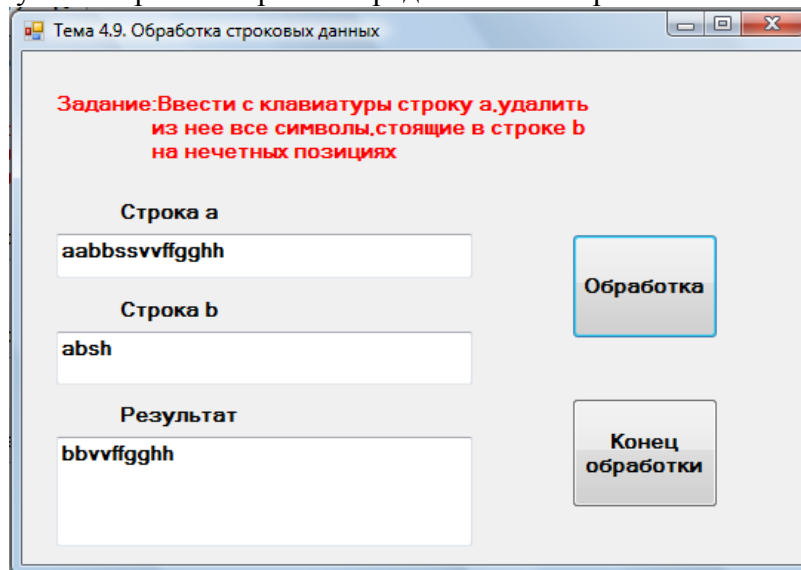 Тема 4.9. Обработка строковых данных
Задание:Ввести с клавиатуры строку a,удалить
из нее все символы,стоящие в строке b
на нечетных позициях
Строка a
aabbssvvffgghh
Обработка
Строка b
absh
Результат
bbvvffgghh
Конец
обработки